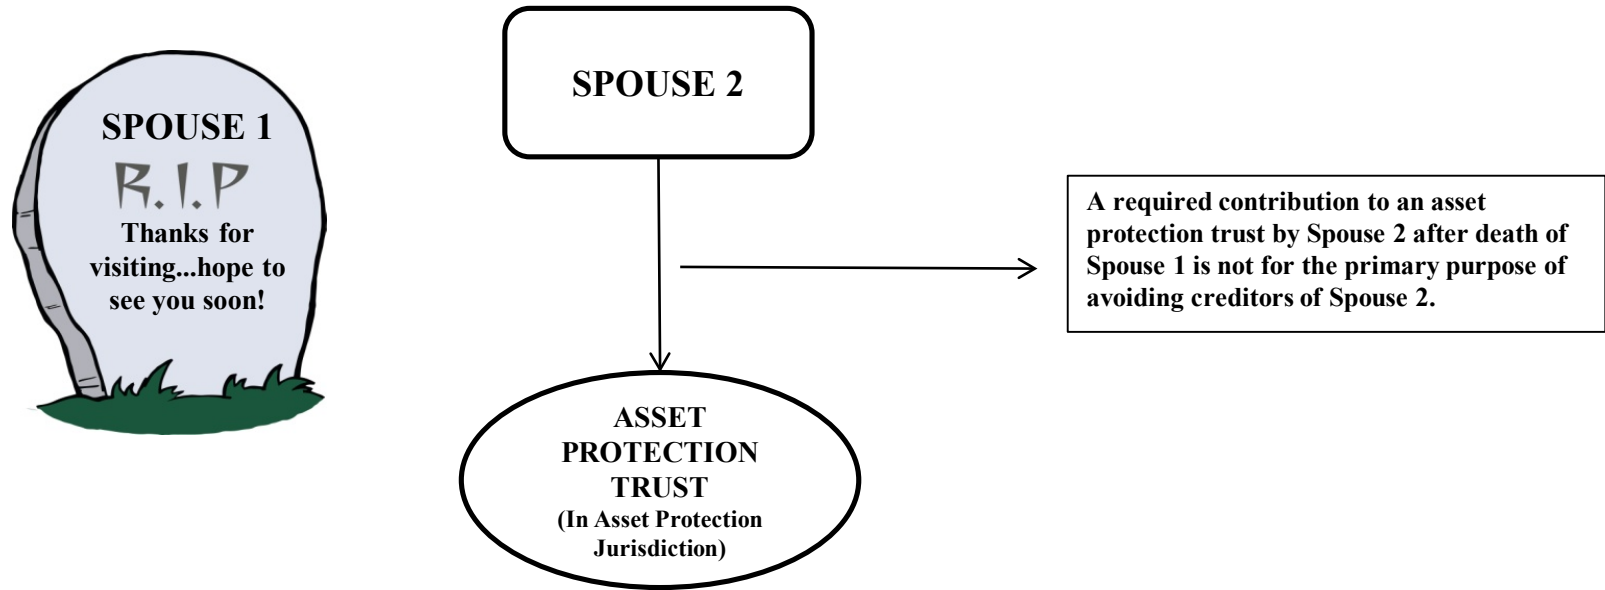 SPOUSE 1
R.I.P
Thanks for
visiting...hope to
see you soon!
SPOUSE 2
A required contribution to an asset
protection trust by Spouse 2 after death of
Spouse 1 is not for the primary purpose of
avoiding creditors of Spouse 2.
ASSET
PROTECTION
TRUST
(In Asset Protection
Jurisdiction)